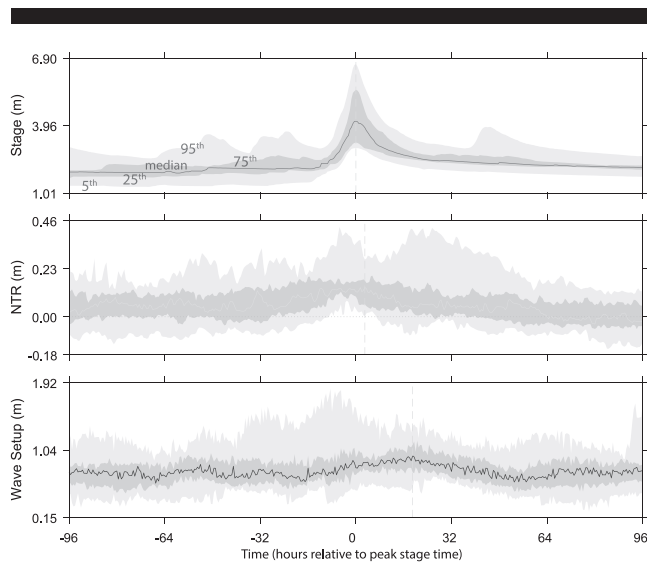 6.90
3.96
1.01
Stage (m)
95th
median
75th
5th
25th
0.46
0.23
0.00
-0.18
NTR (m)
1.92
1.04
0.15
Wave Setup (m)
-96 -64 -32 0 32 64 96
Time (hours relative to peak stage time)